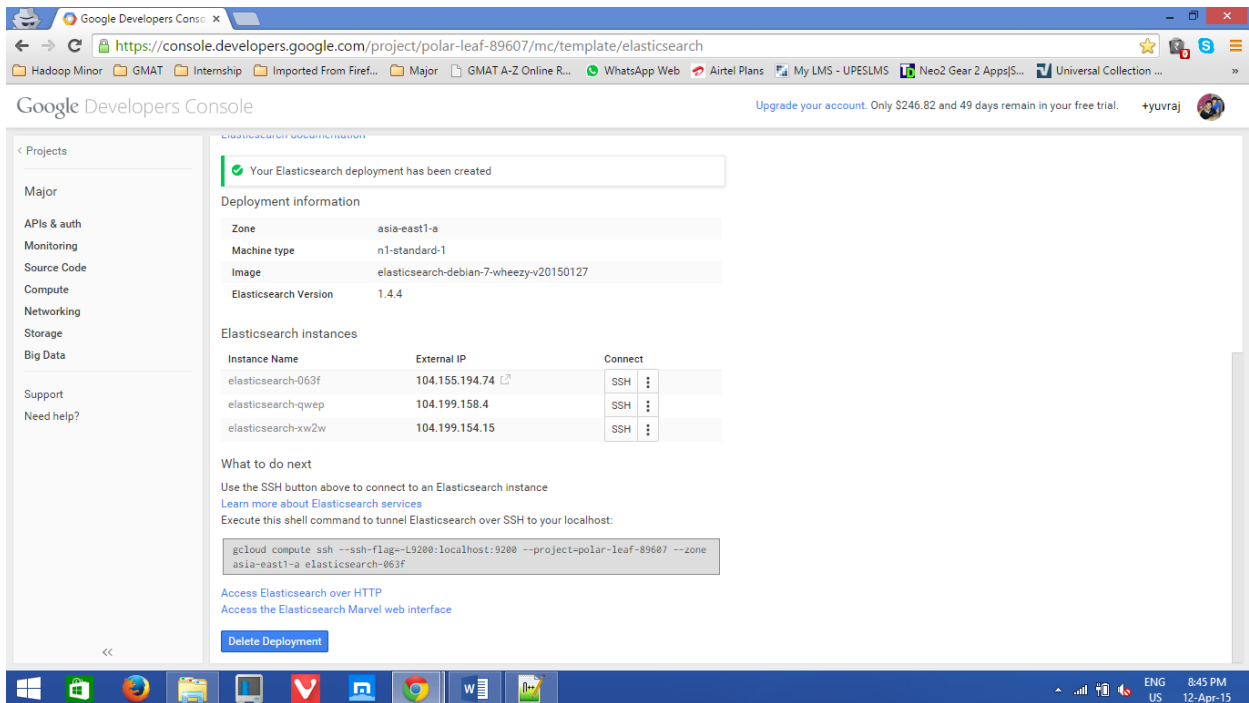 Google Developers Conso
https://console.developers.google.com/project/polar-leaf-89607/mc/template/elasticsearch
Hadoop Minor GMAT Internship Imported From Firef... Major GMAT A-Z Online R... WhatsApp Web Airtel Plans My LMS - UPESLMS Neo2 Gear 2 Apps|S... Universal Collection ... »
Google Developers Console
Upgrade your account. Only $246.82 and 49 days remain in your free trial. +yuvraj
< Projects
Major
APIs & auth
Monitoring
Source Code
Compute
Networking
Storage
Big Data
Support
Need help?
<<
Elasticsearch documentation
Your Elasticsearch deployment has been created
Deployment information
Zone asia-east1-a
Machine type n1-standard-1
Image elasticsearch-debian-7-wheezy-v20150127
Elasticsearch Version 1.4.4
Elasticsearch instances
Instance Name External IP Connect
elasticsearch-063f 104.155.194.74 SSH
elasticsearch-qwep 104.199.158.4 SSH
elasticsearch-xw2w 104.199.154.15 SSH
What to do next
Use the SSH button above to connect to an Elasticsearch instance
Learn more about Elasticsearch services
Execute this shell command to tunnel Elasticsearch over SSH to your localhost:
gcloud compute ssh --ssh-flag=-L9200:localhost:9200 --project=polar-leaf-89607 --zone
asia-east1-a elasticsearch-063f
Access Elasticsearch over HTTP
Access the Elasticsearch Marvel web interface
Delete Deployment
ENG 8:45 PM
US 12-Apr-15